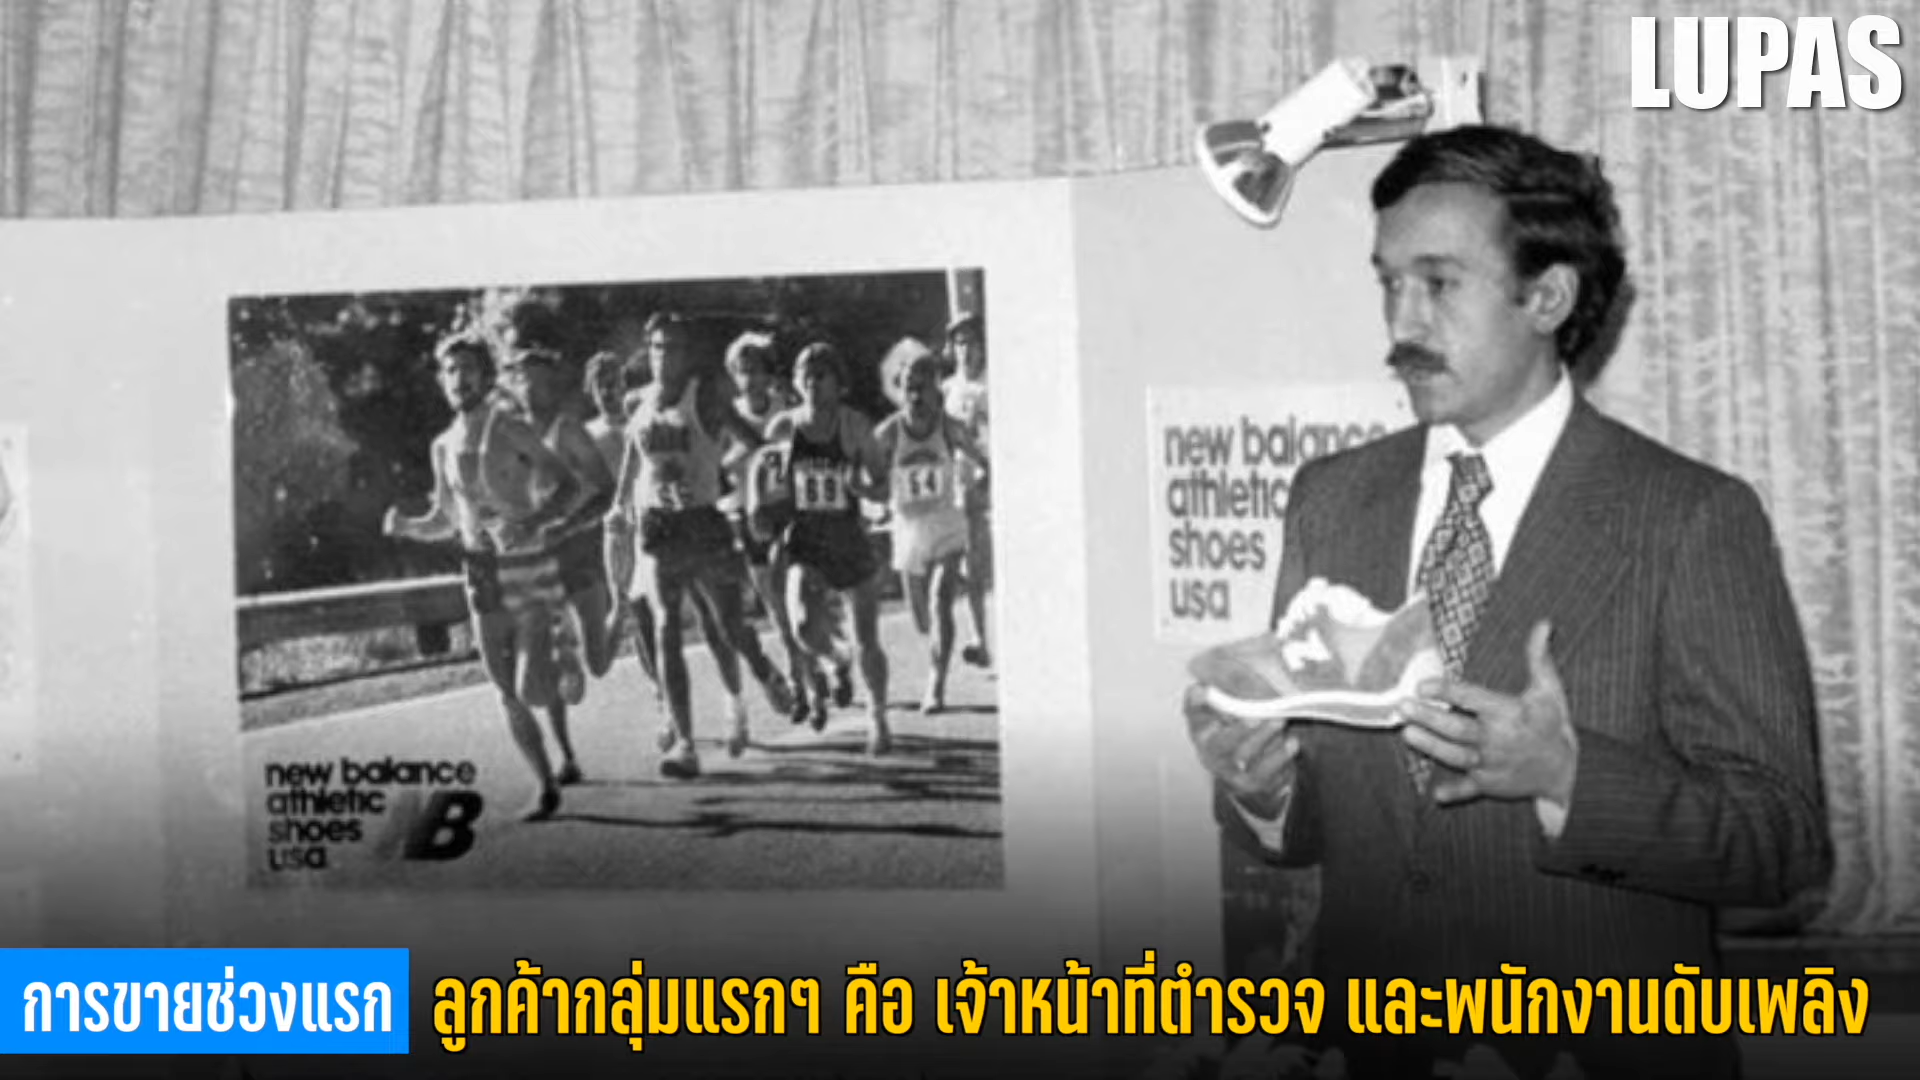 LUPAS
new balance
athletic
shoes
usa
new balance
athletic
shoes
usa
การขายช่วงแรก
ลูกค้ากลุ่มแรกๆ คือ เจ้าหน้าที่ตำรวจ และพนักงานดับเพลิง